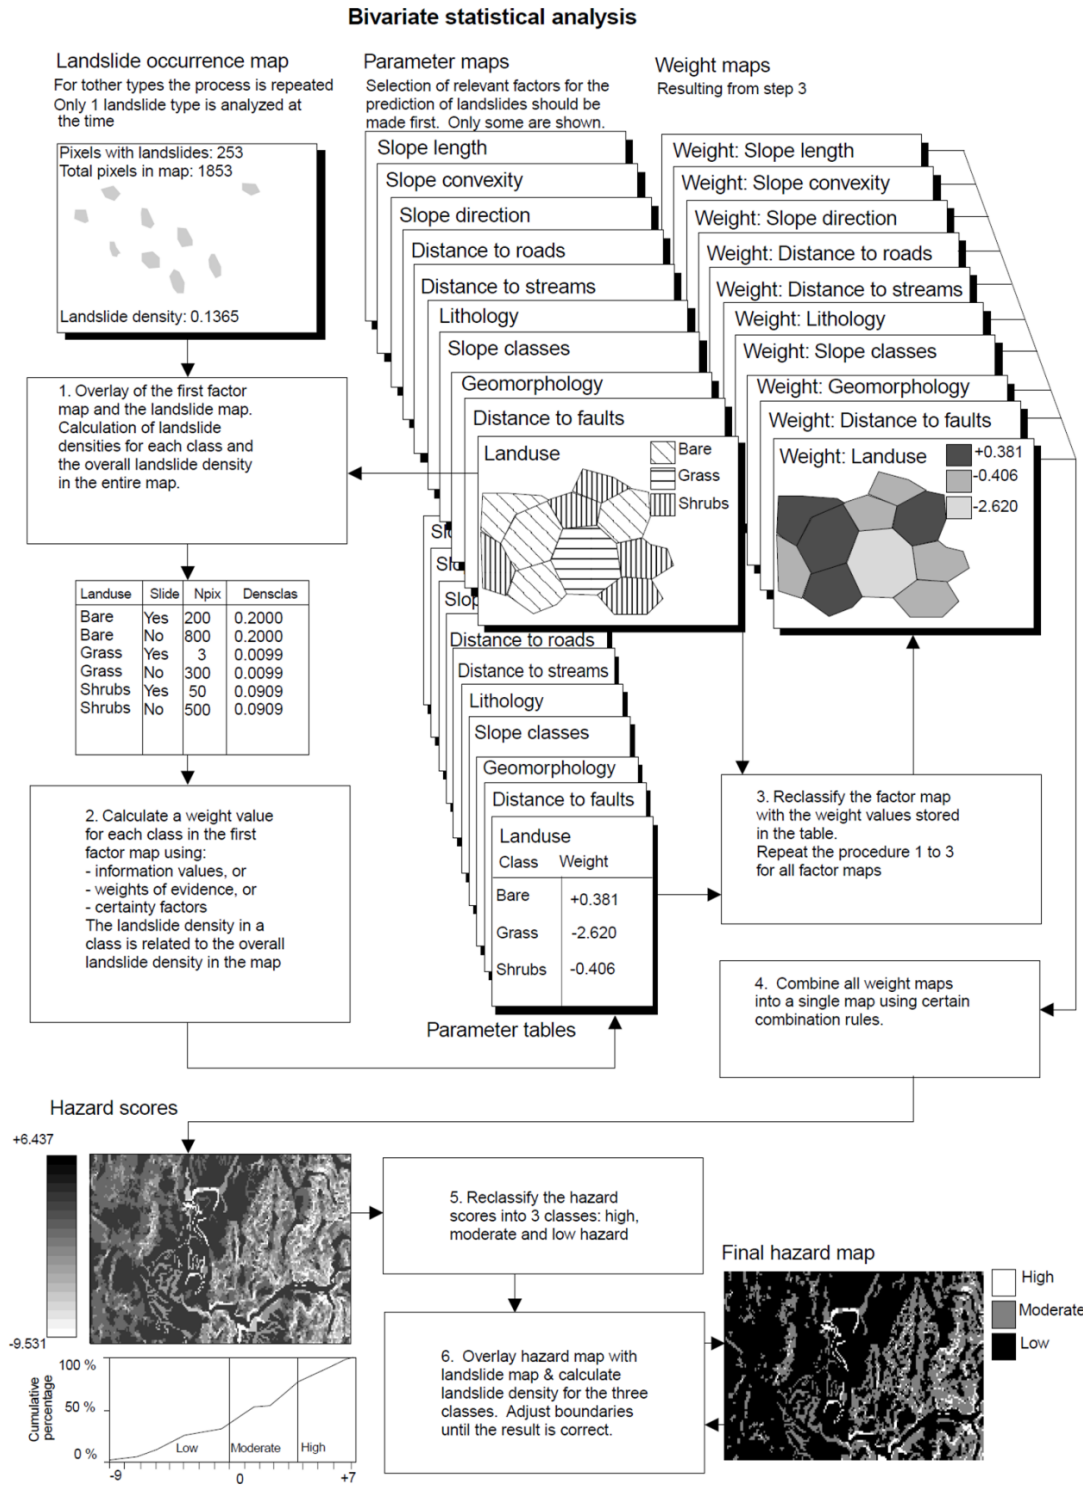 Bivariate statistical analysis
Landslide occurrence map
For tother types the process is repeated
Only 1 landslide type is analyzed at
the time
Pixels with landslides: 253
Total pixels in map: 1853
Landslide density: 0.1365
1. Overlay of the first factor
map and the landslide map.
Calculation of landslide
densities for each class and
the overall landslide density
in the entire map.
Landuse Slide Npix Densclas
Bare Yes 200 0.2000
Bare No 800 0.2000
Grass Yes 3 0.0099
Grass No 300 0.0099
Shrubs Yes 50 0.0909
Shrubs No 500 0.0909
2. Calculate a weight value
for each class in the first
factor map using:
- information values, or
- weights of evidence, or
- certainty factors
The landslide density in a
class is related to the overall
landslide density in the map
Parameter maps
Selection of relevant factors for the
prediction of landslides should be
made first. Only some are shown.
Slope length
Slope convexity
Slope direction
Distance to roads
Distance to streams
Lithology
Slope classes
Geomorphology
Distance to faults
Landuse
Bare
Grass
Shrubs
Slop
Distance to roads
Distance to streams
Lithology
Slope classes
Geomorphology
Distance to faults
Landuse
Class Weight
Bare +0.381
Grass -2.620
Shrubs -0.406
Parameter tables
Weight maps
Resulting from step 3
Weight: Slope length
Weight: Slope convexity
Weight: Slope direction
Weight: Distance to roads
Weight: Distance to streams
Weight: Lithology
Weight: Slope classes
Weight: Geomorphology
Weight: Distance to faults
Weight: Landuse
+0.381
-0.406
-2.620
3. Reclassify the factor map
with the weight values stored
in the table.
Repeat the procedure 1 to 3
for all factor maps
4. Combine all weight maps
into a single map using certain
combination rules.
Hazard scores
+6.437
-9.531
100 %
50 %
0 %
Cumulative
percentage
Low Moderate High
-9 0 +7
5. Reclassify the hazard
scores into 3 classes: high,
moderate and low hazard
6. Overlay hazard map with
landslide map & calculate
landslide density for the three
classes. Adjust boundaries
until the result is correct.
Final hazard map
High
Moderate
Low